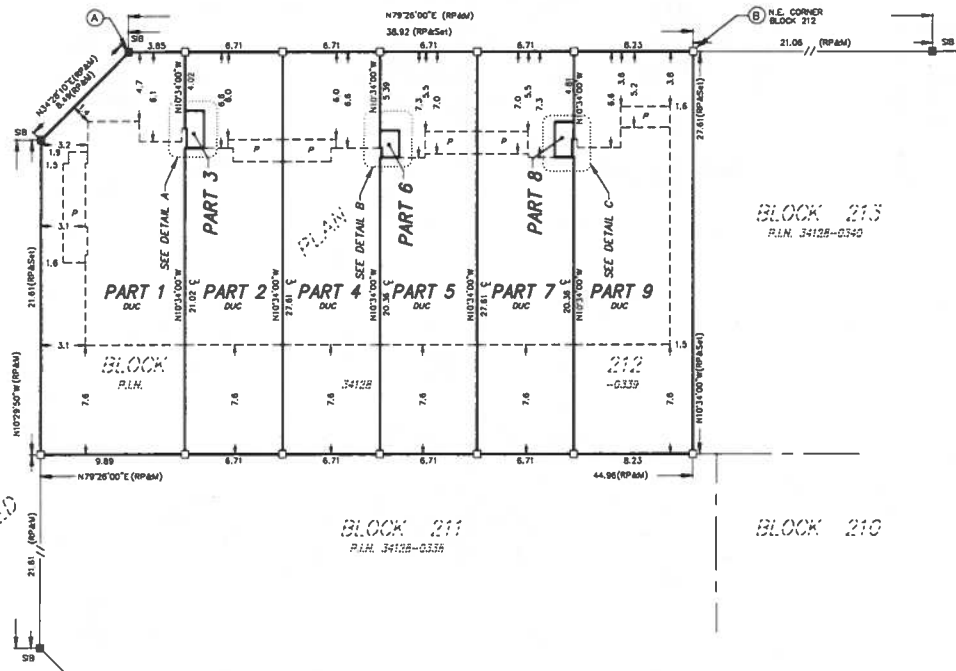 N79°26'00"E (RP&M)
38.92 (RP&Set)
A
SIB
B
N.E. CORNER
BLOCK 212
21.06 (RP&M)
3.85
6.71
6.71
6.71
6.71
8.23
N34°28'10"E(RP&M)
8.49(RP&M)
SIB
4.7
6.1
N10°34'00"W
4.02
6.8
6.0
6.0
6.6
N10°34'00"W
5.39
7.3
5.5
7.0
7.0
5.5
7.3
N10°34'00"W
4.81
6.6
3.8
5.2
3.8
1.6
27.61(RP&Set)
3.2
1.9
1.5
P
3.1
1.6
P
P
P
P
SEE DETAIL A
PART 3
PLAN
SEE DETAIL B
PART 6
PART 8
SEE DETAIL C
BLOCK 213
P.I.N. 34128-0340
21.61(RP&Set)
N10°34'00"W
21.02 ℄
27.61 ℄
N10°34'00"W
20.36 ℄
27.61 ℄
N10°34'00"W
20.36 ℄
PART 1
DUC
PART 2
DUC
PART 4
DUC
PART 5
DUC
PART 7
DUC
PART 9
DUC
3.1
1.5
BLOCK
P.I.N.
34128
212
-0339
N10°29'50"W(RP&M)
N10°34'00"W(RP&Set)
7.6
7.6
7.6
7.6
7.6
7.6
9.89
6.71
6.71
6.71
6.71
8.23
N79°26'00"E(RP&M)
44.96(RP&M)
BLOCK 211
P.I.N. 34128-0338
BLOCK 210
21.61 (RP&M)
SIB